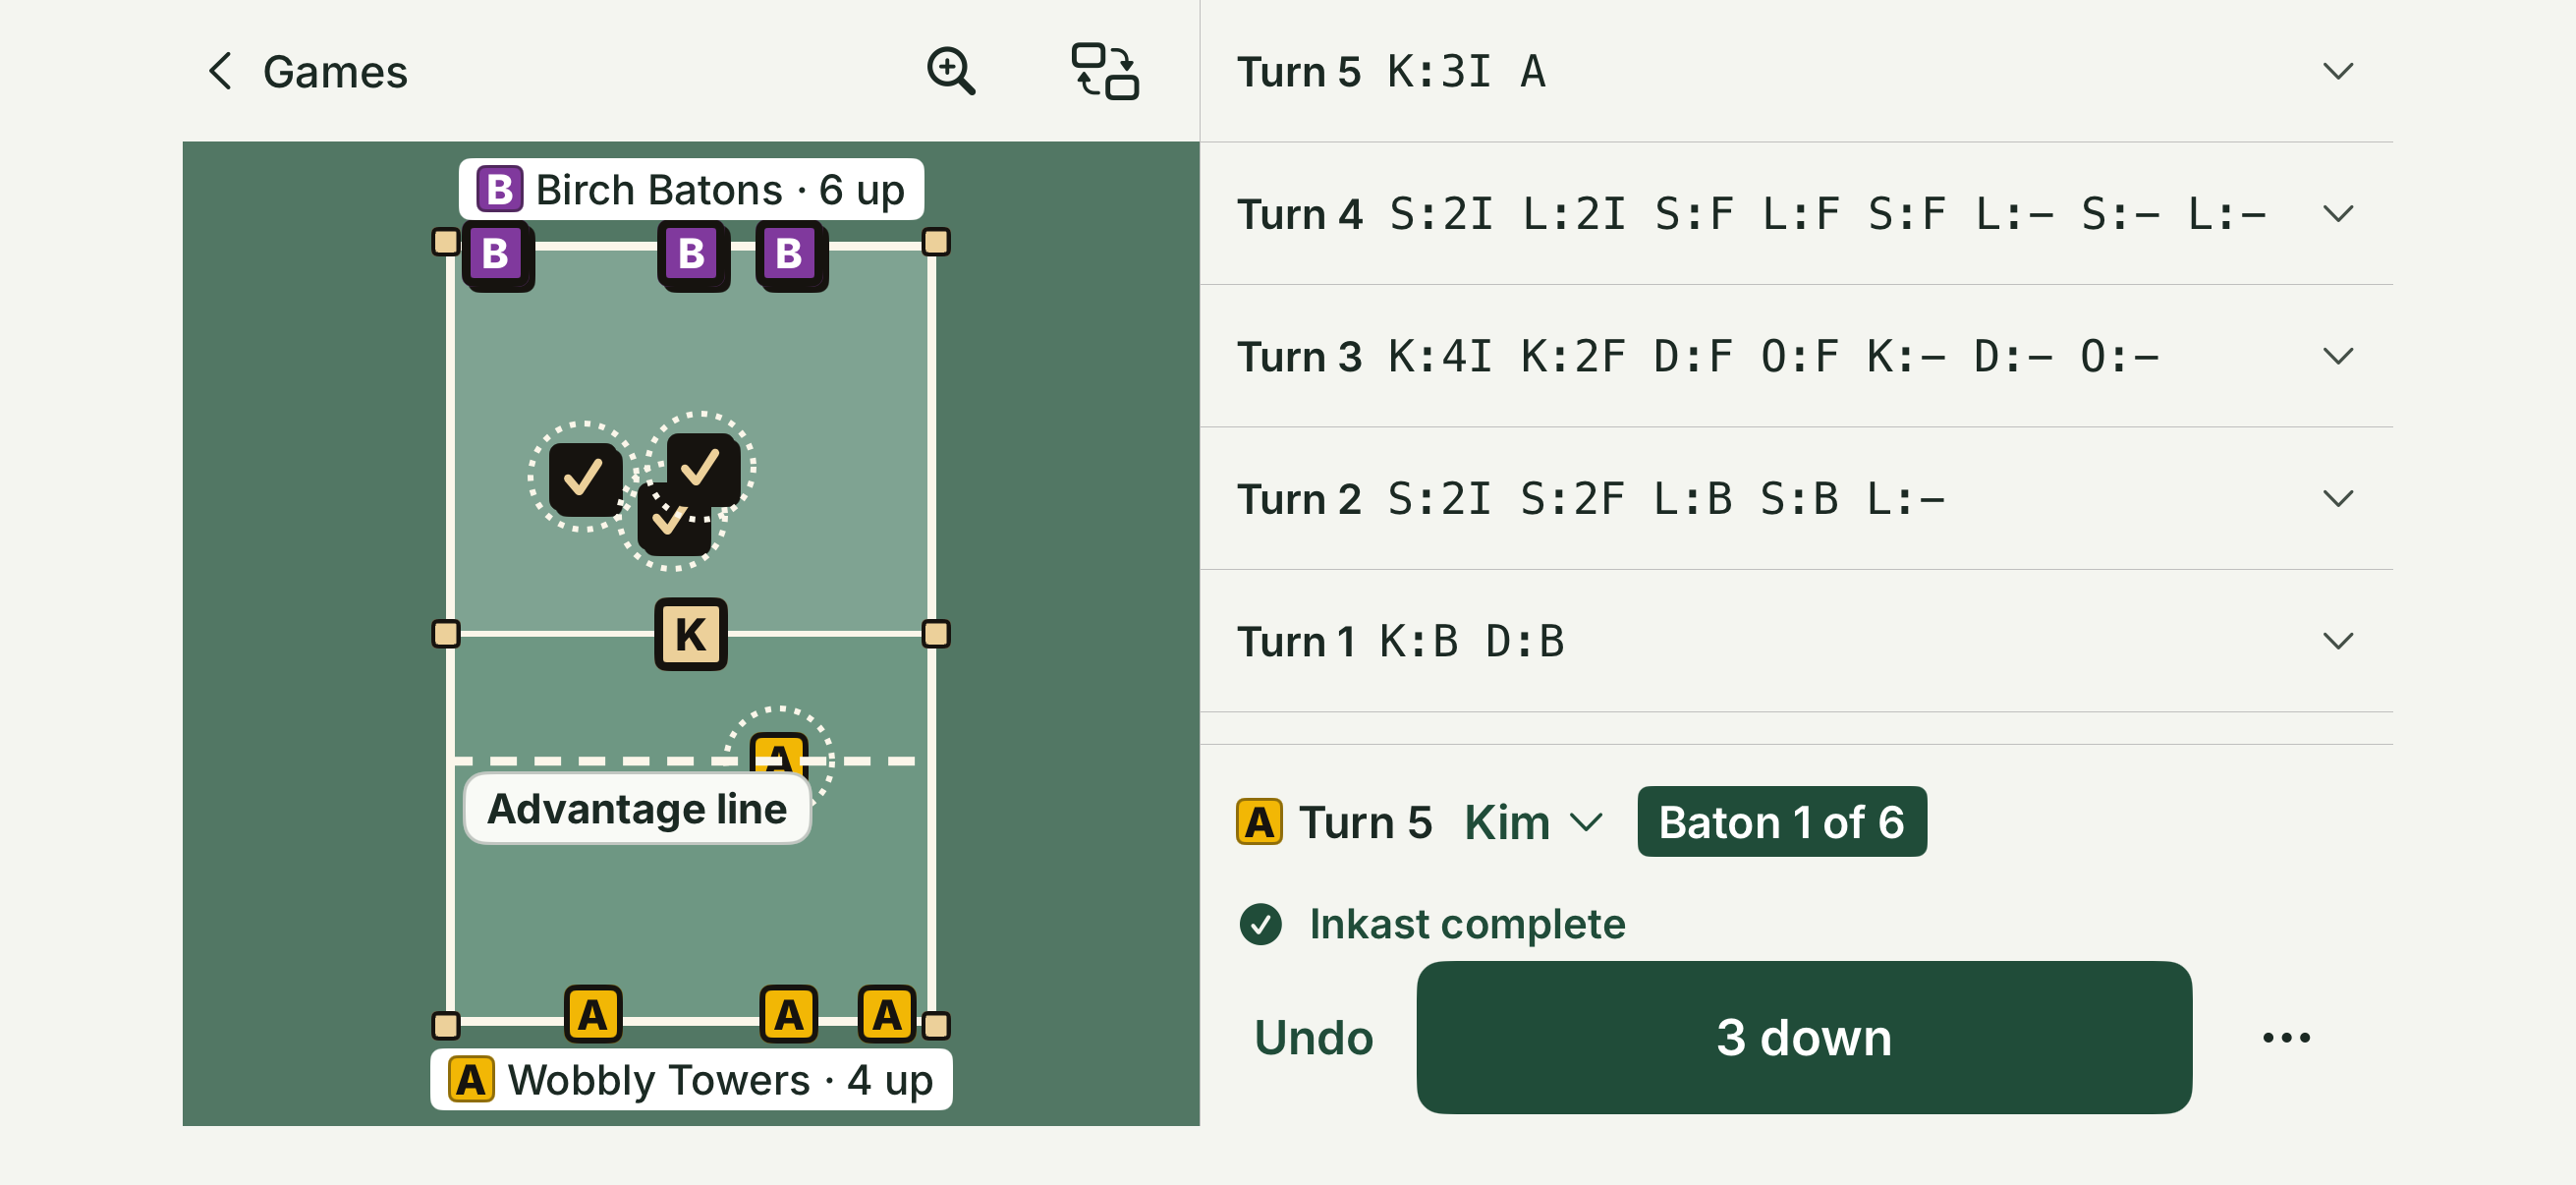 Games
B Birch Batons · 6 up
B B B
K
A
Advantage line
A A A
A Wobbly Towers · 4 up
Turn 5 K:3I A
Turn 4 S:2I L:2I S:F L:F S:F L:– S:– L:–
Turn 3 K:4I K:2F D:F O:F K:– D:– O:–
Turn 2 S:2I S:2F L:B S:B L:–
Turn 1 K:B D:B
A Turn 5 Kim Baton 1 of 6
Inkast complete
Undo 3 down